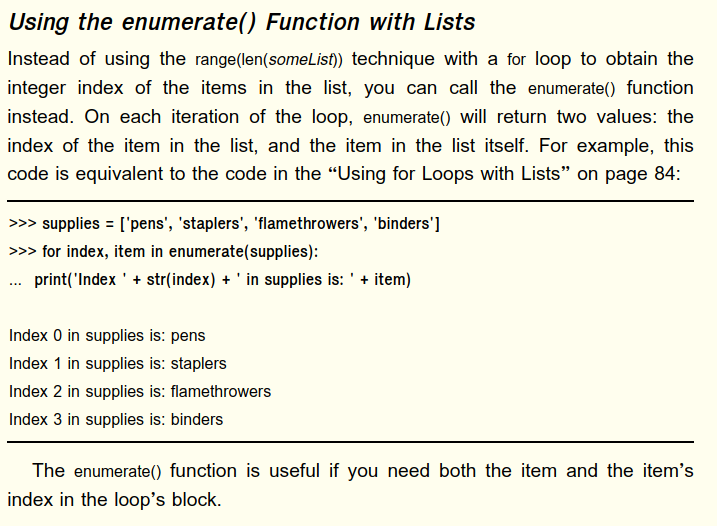 Using the enumerate() Function with Lists
Instead of using the range(len(someList)) technique with a for loop to obtain the
integer index of the items in the list, you can call the enumerate() function
instead. On each iteration of the loop, enumerate() will return two values: the
index of the item in the list, and the item in the list itself. For example, this
code is equivalent to the code in the “Using for Loops with Lists” on page 84:
>>> supplies = ['pens', 'staplers', 'flamethrowers', 'binders']
>>> for index, item in enumerate(supplies):
... print('Index ' + str(index) + ' in supplies is: ' + item)
Index 0 in supplies is: pens
Index 1 in supplies is: staplers
Index 2 in supplies is: flamethrowers
Index 3 in supplies is: binders
The enumerate() function is useful if you need both the item and the item’s
index in the loop’s block.